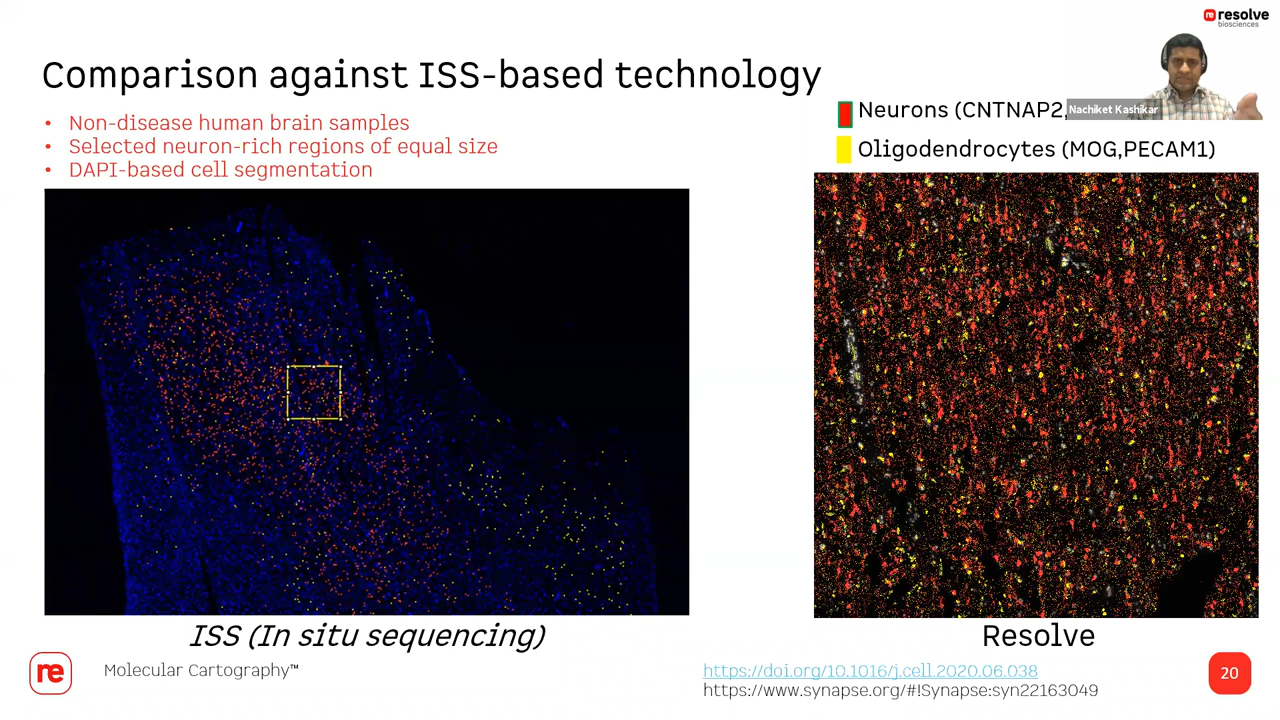 re resolve
biosciences
Comparison against ISS-based technology
• Non-disease human brain samples
• Selected neuron-rich regions of equal size
• DAPI-based cell segmentation
Neurons (CNTNAP2,
Nachiket Kashikar
Oligodendrocytes (MOG,PECAM1)
ISS (In situ sequencing)
Resolve
re
Molecular Cartography™
https://doi.org/10.1016/j.cell.2020.06.038
https://www.synapse.org/#!Synapse:syn22163049
20